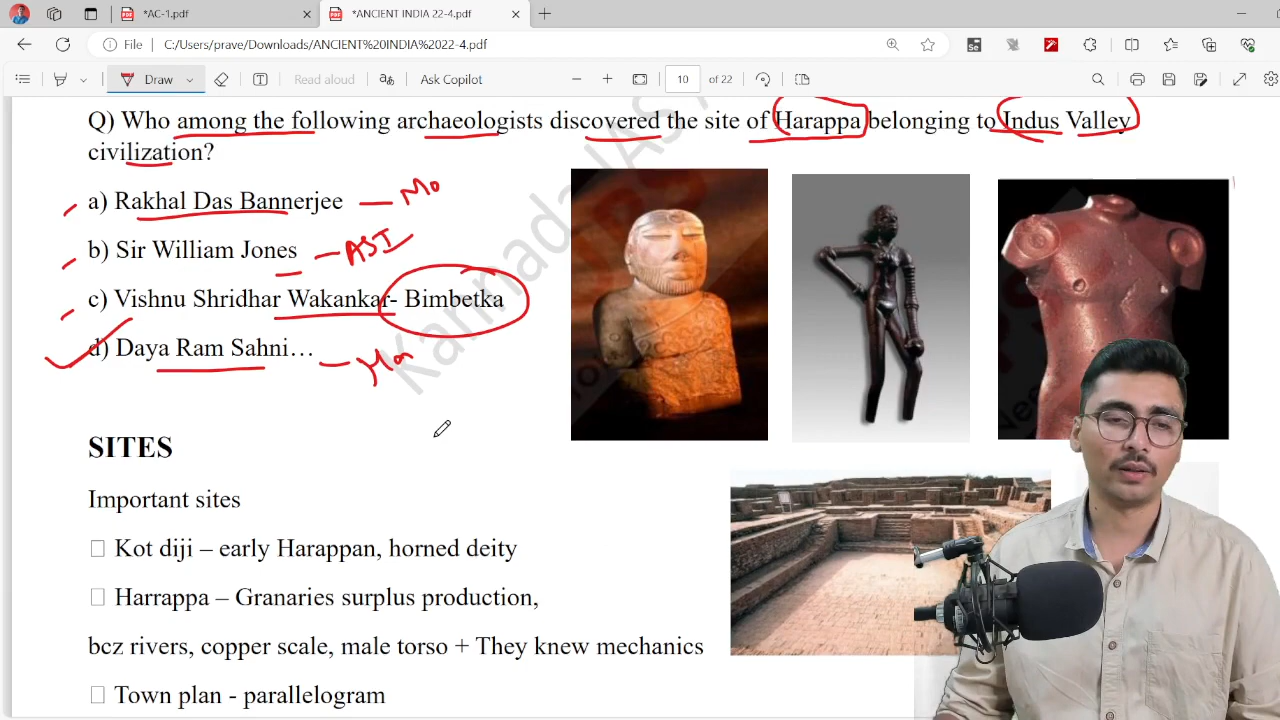 *AC-1.pdf
*ANCIENT INDIA 22-4.pdf
File C:/Users/prave/Downloads/ANCIENT%20INDIA%2022-4.pdf
Draw Read aloud Ask Copilot 10 of 22
Q) Who among the following archaeologists discovered the site of Harappa belonging to Indus Valley
civilization?
a) Rakhal Das Bannerjee – Mo
b) Sir William Jones – ASI
c) Vishnu Shridhar Wakankar- Bimbetka
d) Daya Ram Sahni… – Ha
SITES
Important sites
Kot diji – early Harappan, horned deity
Harrappa – Granaries surplus production,
bcz rivers, copper scale, male torso + They knew mechanics
Town plan - parallelogram